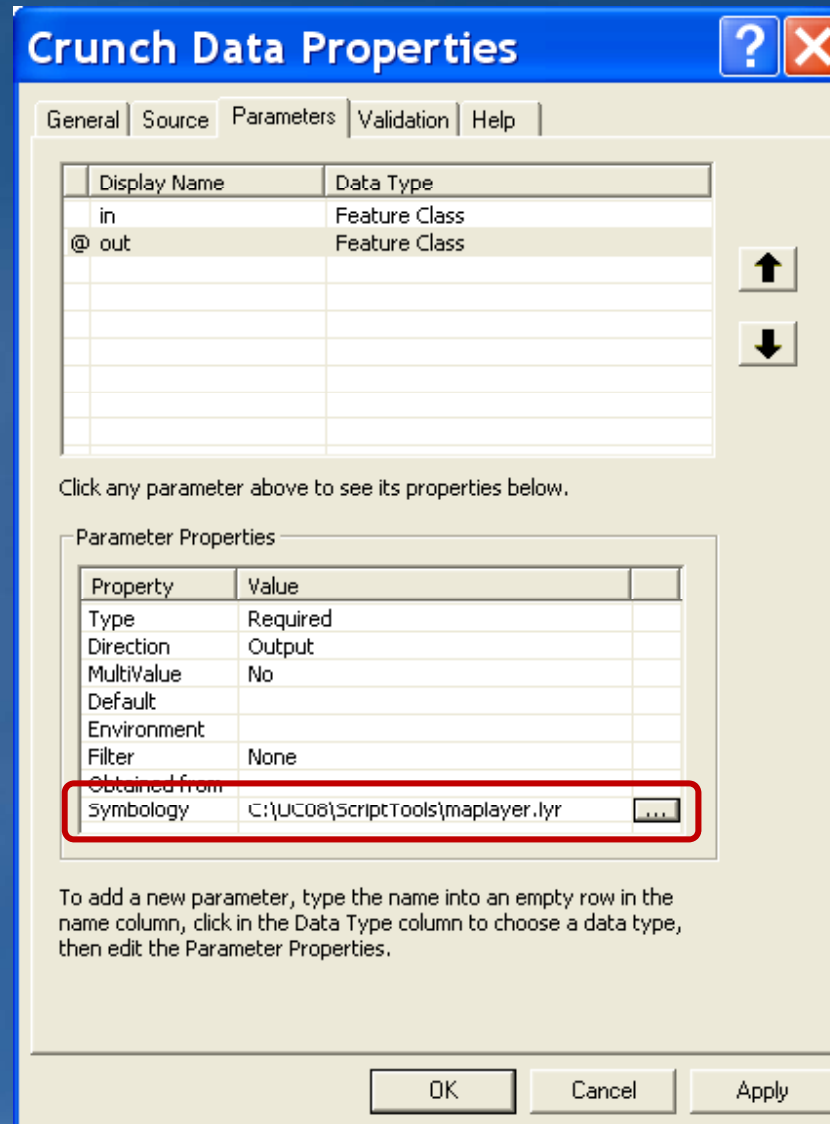 Crunch Data Properties
General Source Parameters Validation Help
Display Name Data Type
in Feature Class
@ out Feature Class
Click any parameter above to see its properties below.
Parameter Properties
Property Value
Type Required
Direction Output
MultiValue No
Default
Environment
Filter None
Obtained from
Symbology C:\UC08\ScriptTools\maplayer.lyr ...
To add a new parameter, type the name into an empty row in the
name column, click in the Data Type column to choose a data type,
then edit the Parameter Properties.
OK Cancel Apply